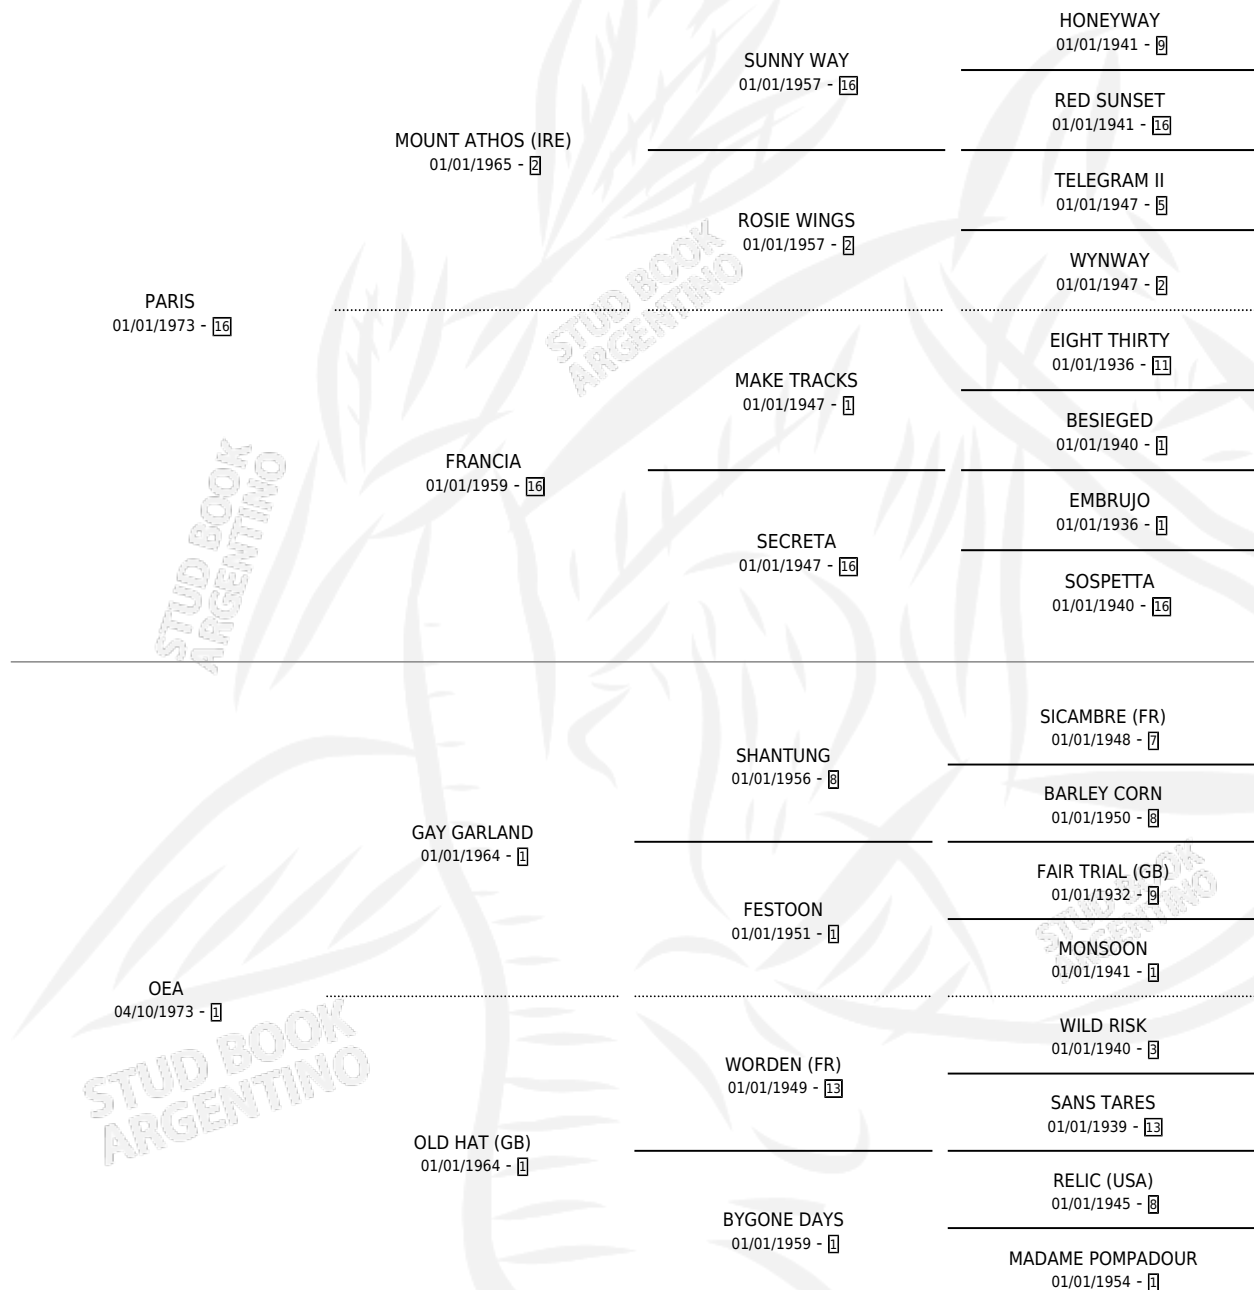 HONEYWAY
01/01/1941 - 9
SUNNY WAY
01/01/1957 - 16
RED SUNSET
01/01/1941 - 16
MOUNT ATHOS (IRE)
01/01/1965 - 2
TELEGRAM II
01/01/1947 - 5
ROSIE WINGS
01/01/1957 - 2
WYNWAY
01/01/1947 - 2
PARIS
01/01/1973 - 16
EIGHT THIRTY
01/01/1936 - 11
MAKE TRACKS
01/01/1947 - 1
BESIEGED
01/01/1940 - 1
FRANCIA
01/01/1959 - 16
EMBRUJO
01/01/1936 - 1
SECRETA
01/01/1947 - 16
SOSPETTA
01/01/1940 - 16
SICAMBRE (FR)
01/01/1948 - 7
SHANTUNG
01/01/1956 - 8
BARLEY CORN
01/01/1950 - 8
GAY GARLAND
01/01/1964 - 1
FAIR TRIAL (GB)
01/01/1932 - 9
FESTOON
01/01/1951 - 1
MONSOON
01/01/1941 - 1
OEA
04/10/1973 - 1
WILD RISK
01/01/1940 - 3
WORDEN (FR)
01/01/1949 - 13
SANS TARES
01/01/1939 - 13
OLD HAT (GB)
01/01/1964 - 1
RELIC (USA)
01/01/1945 - 8
BYGONE DAYS
01/01/1959 - 1
MADAME POMPADOUR
01/01/1954 - 1
STUD BOOK
ARGENTINO
STUD BOOK
ARGENTINO
STUD BOOK
ARGENTINO
STUD BOOK
ARGENTINO